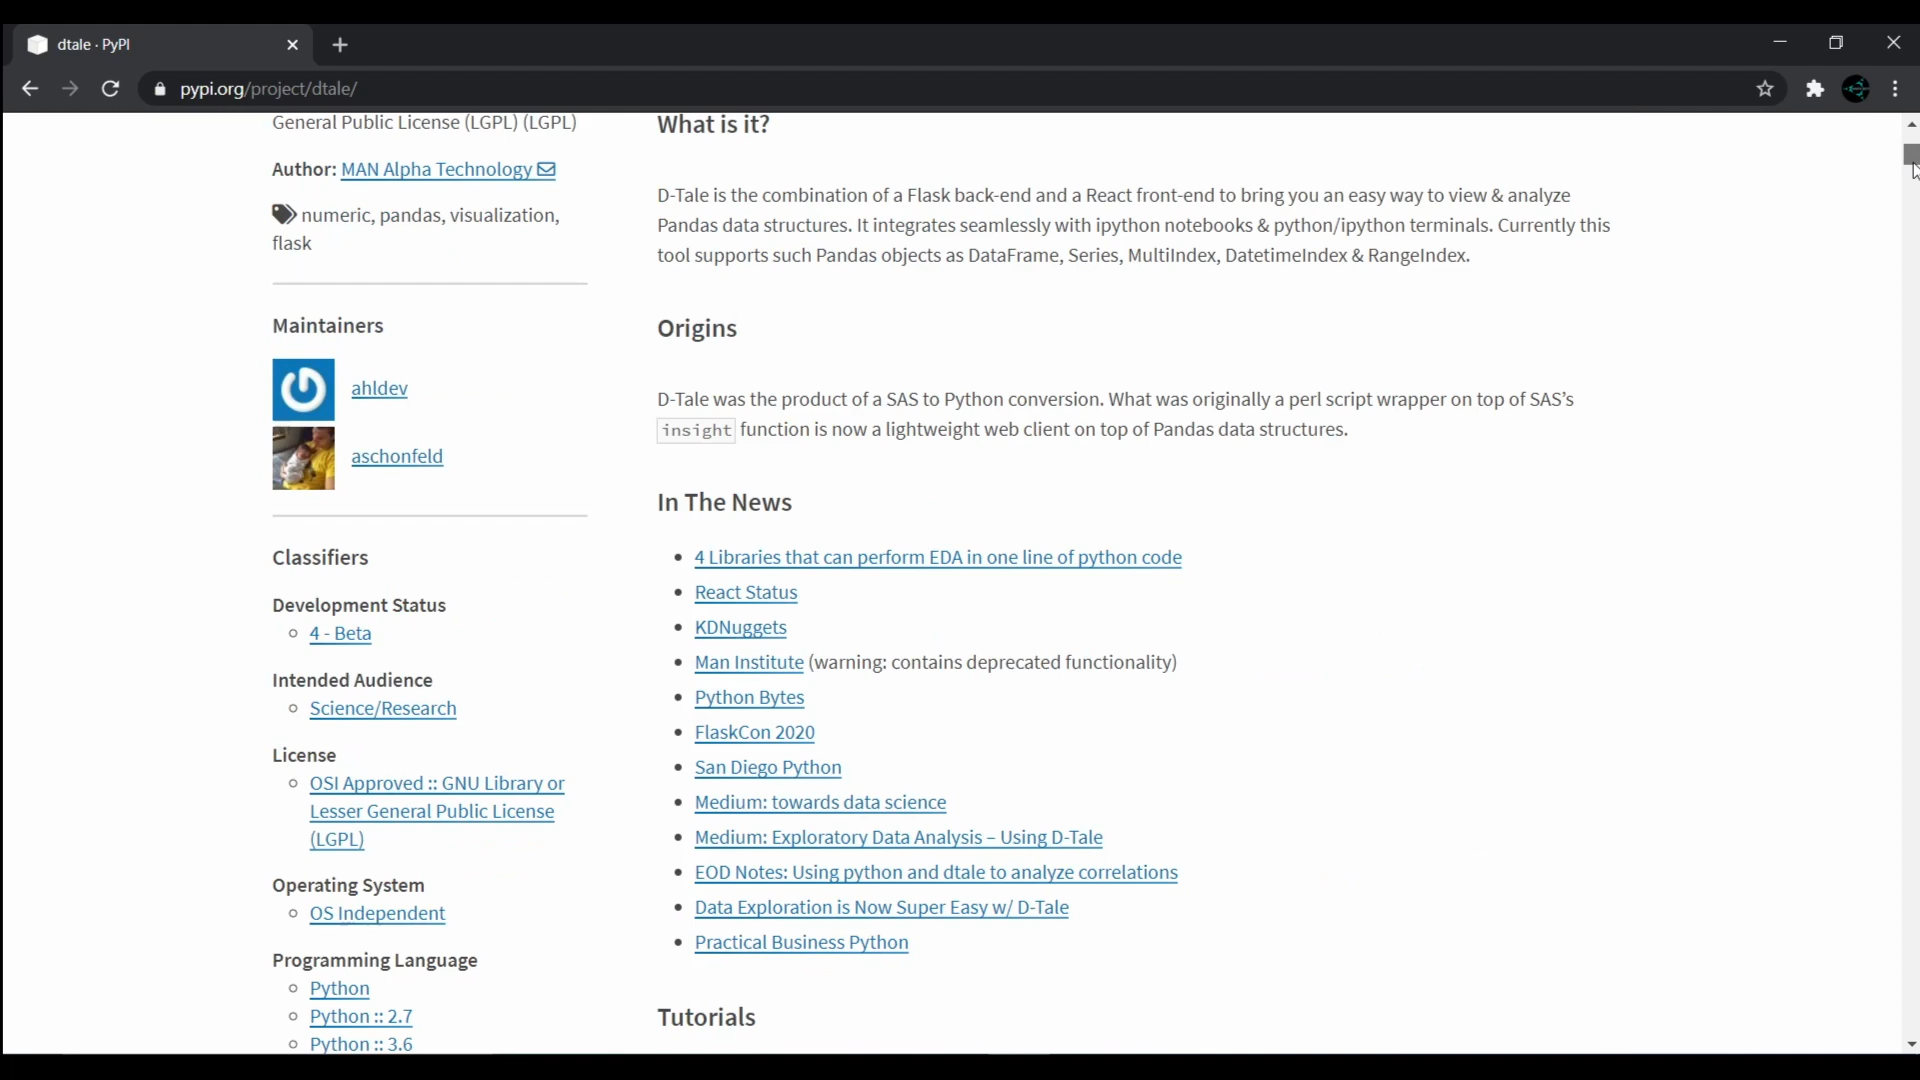 dtale · PyPI
pypi.org/project/dtale/
General Public License (LGPL) (LGPL)
Author: MAN Alpha Technology
numeric, pandas, visualization,
flask
Maintainers
ahldev
aschonfeld
Classifiers
Development Status
4 - Beta
Intended Audience
Science/Research
License
OSI Approved :: GNU Library or
Lesser General Public License
(LGPL)
Operating System
OS Independent
Programming Language
Python
Python :: 2.7
Python :: 3.6
What is it?
D-Tale is the combination of a Flask back-end and a React front-end to bring you an easy way to view & analyze
Pandas data structures. It integrates seamlessly with ipython notebooks & python/ipython terminals. Currently this
tool supports such Pandas objects as DataFrame, Series, MultiIndex, DatetimeIndex & RangeIndex.
Origins
D-Tale was the product of a SAS to Python conversion. What was originally a perl script wrapper on top of SAS's
insight function is now a lightweight web client on top of Pandas data structures.
In The News
4 Libraries that can perform EDA in one line of python code
React Status
KDNuggets
Man Institute (warning: contains deprecated functionality)
Python Bytes
FlaskCon 2020
San Diego Python
Medium: towards data science
Medium: Exploratory Data Analysis – Using D-Tale
EOD Notes: Using python and dtale to analyze correlations
Data Exploration is Now Super Easy w/ D-Tale
Practical Business Python
Tutorials